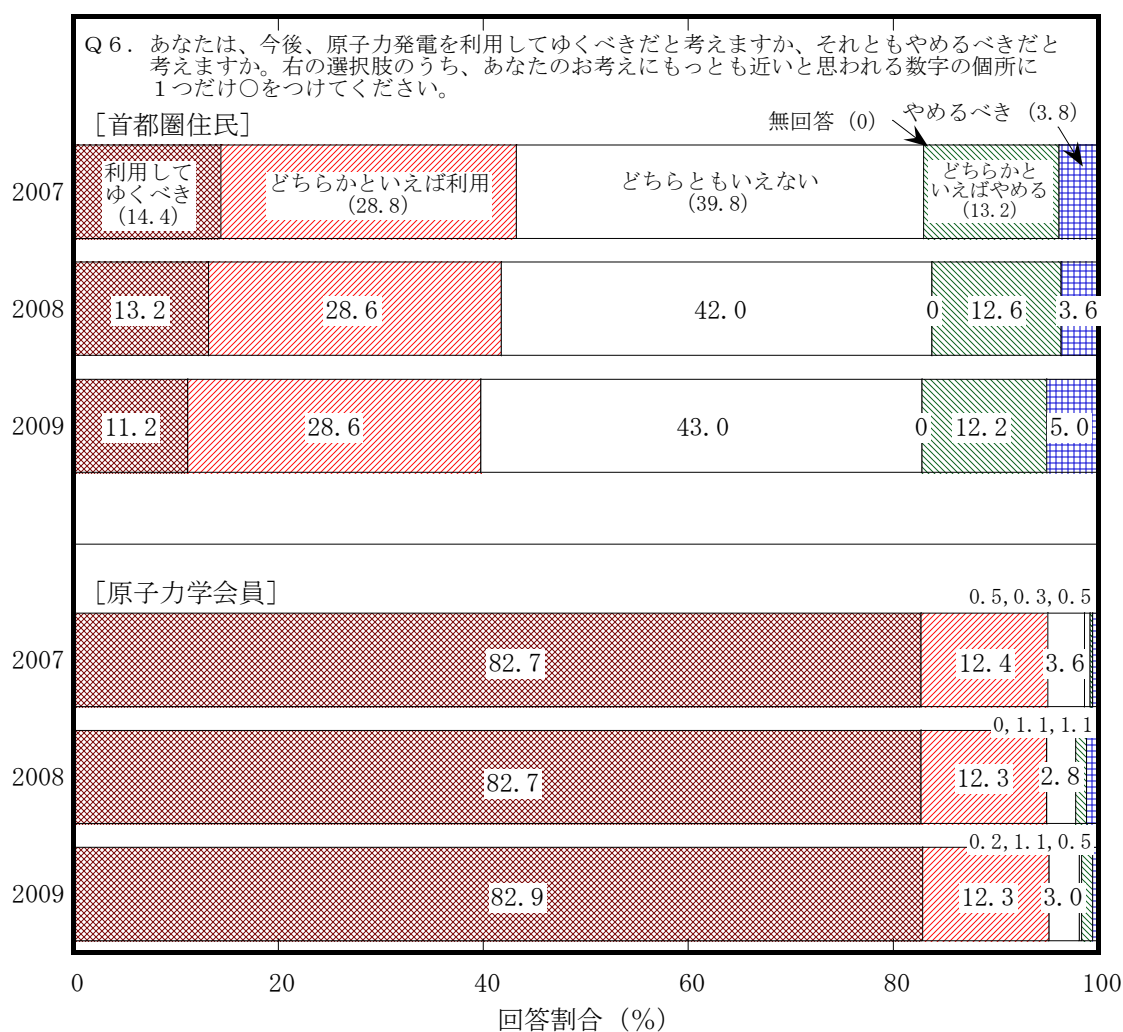 Q6. あなたは、今後、原子力発電を利用してゆくべきだと考えますか、それともやめるべきだと
考えますか。右の選択肢のうち、あなたのお考えにもっとも近いと思われる数字の個所に
1つだけ○をつけてください。
[首都圏住民]
無回答 (0)
やめるべき (3.8)
2007
利用して
ゆくべき
(14.4)
どちらかといえば利用
(28.8)
どちらともいえない
(39.8)
どちらかと
いえばやめる
(13.2)
2008 13.2 28.6 42.0 0 12.6 3.6
2009 11.2 28.6 43.0 0 12.2 5.0
[原子力学会員]
0.5,0.3,0.5
2007 82.7 12.4 3.6
0,1.1,1.1
2008 82.7 12.3 2.8
0.2,1.1,0.5
2009 82.9 12.3 3.0
0 20 40 60 80 100
回答割合 (%)